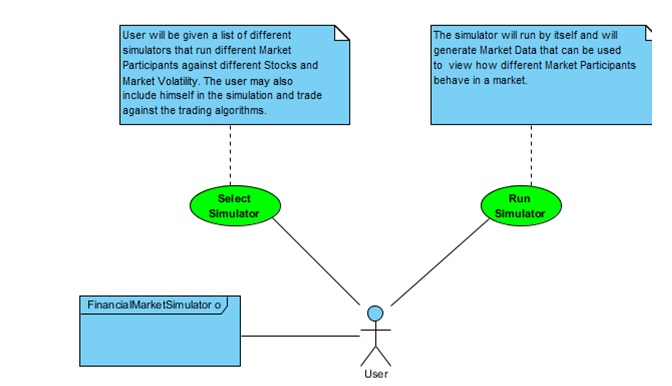 User will be given a list of different
simulators that run different Market
Participants against different Stocks and
Market Volatility. The user may also
include himself in the simulation and trade
against the trading algorithms.
The simulator will run by itself and will
generate Market Data that can be used
to view how different Market Participants
behave in a market.
Select
Simulator
Run
Simulator
FinancialMarketSimulator o
User